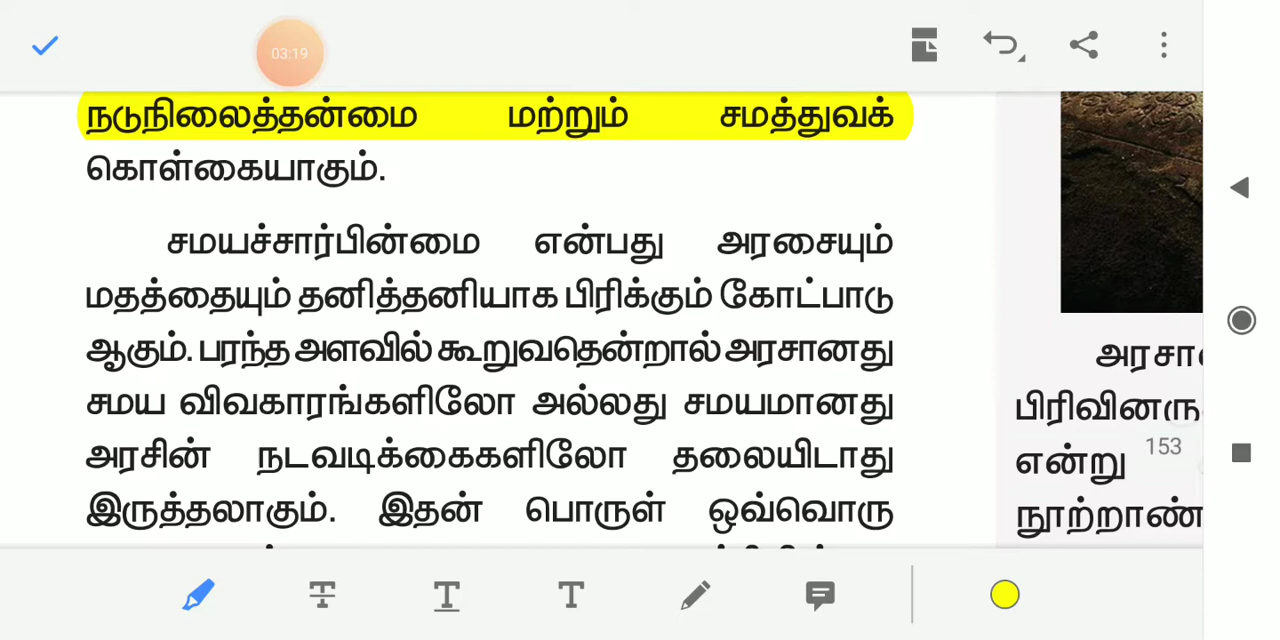 03:19
நடுநிலைத்தன்மை மற்றும் சமத்துவக்
கொள்கையாகும்.
சமயச்சார்பின்மை என்பது அரசையும்
மதத்தையும் தனித்தனியாக பிரிக்கும் கோட்பாடு
ஆகும். பரந்த அளவில் கூறுவதென்றால் அரசானது
சமய விவகாரங்களிலோ அல்லது சமயமானது
அரசின் நடவடிக்கைகளிலோ தலையிடாது
இருத்தலாகும். இதன் பொருள் ஒவ்வொரு
என்று
153